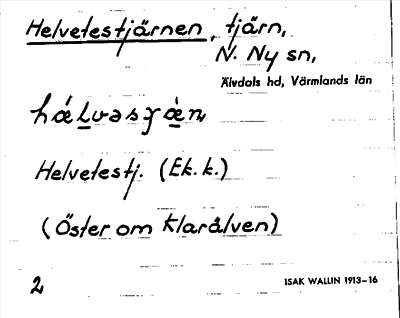 Helvetestjärnen, tjärn,
N. Ny sn,
Älvdals hd, Värmlands län
Helvetestj. (Ek. k.)
(Öster om Klarälven)
2
ISAK WALLIN 1913–16